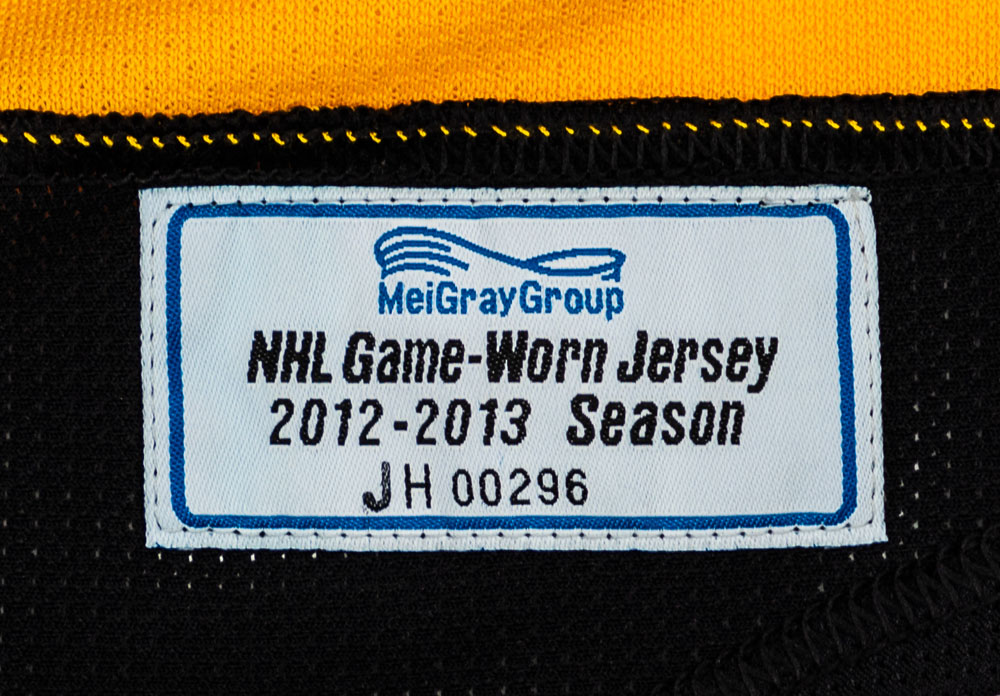 MeiGrayGroup
NHL Game-Worn Jersey
2012-2013 Season
JH 00296